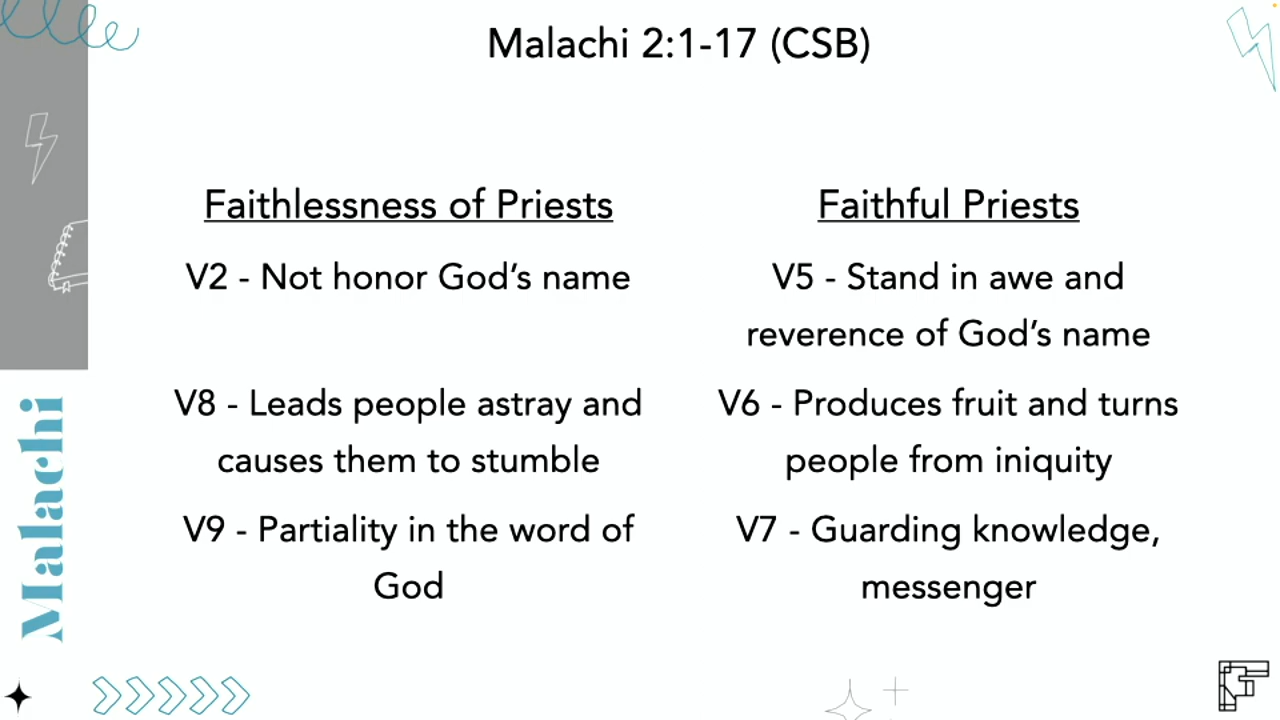 Malachi 2:1-17 (CSB)
Faithlessness of Priests
V2 - Not honor God’s name
V8 - Leads people astray and
causes them to stumble
V9 - Partiality in the word of
God
Faithful Priests
V5 - Stand in awe and
reverence of God’s name
V6 - Produces fruit and turns
people from iniquity
V7 - Guarding knowledge,
messenger
Malachi